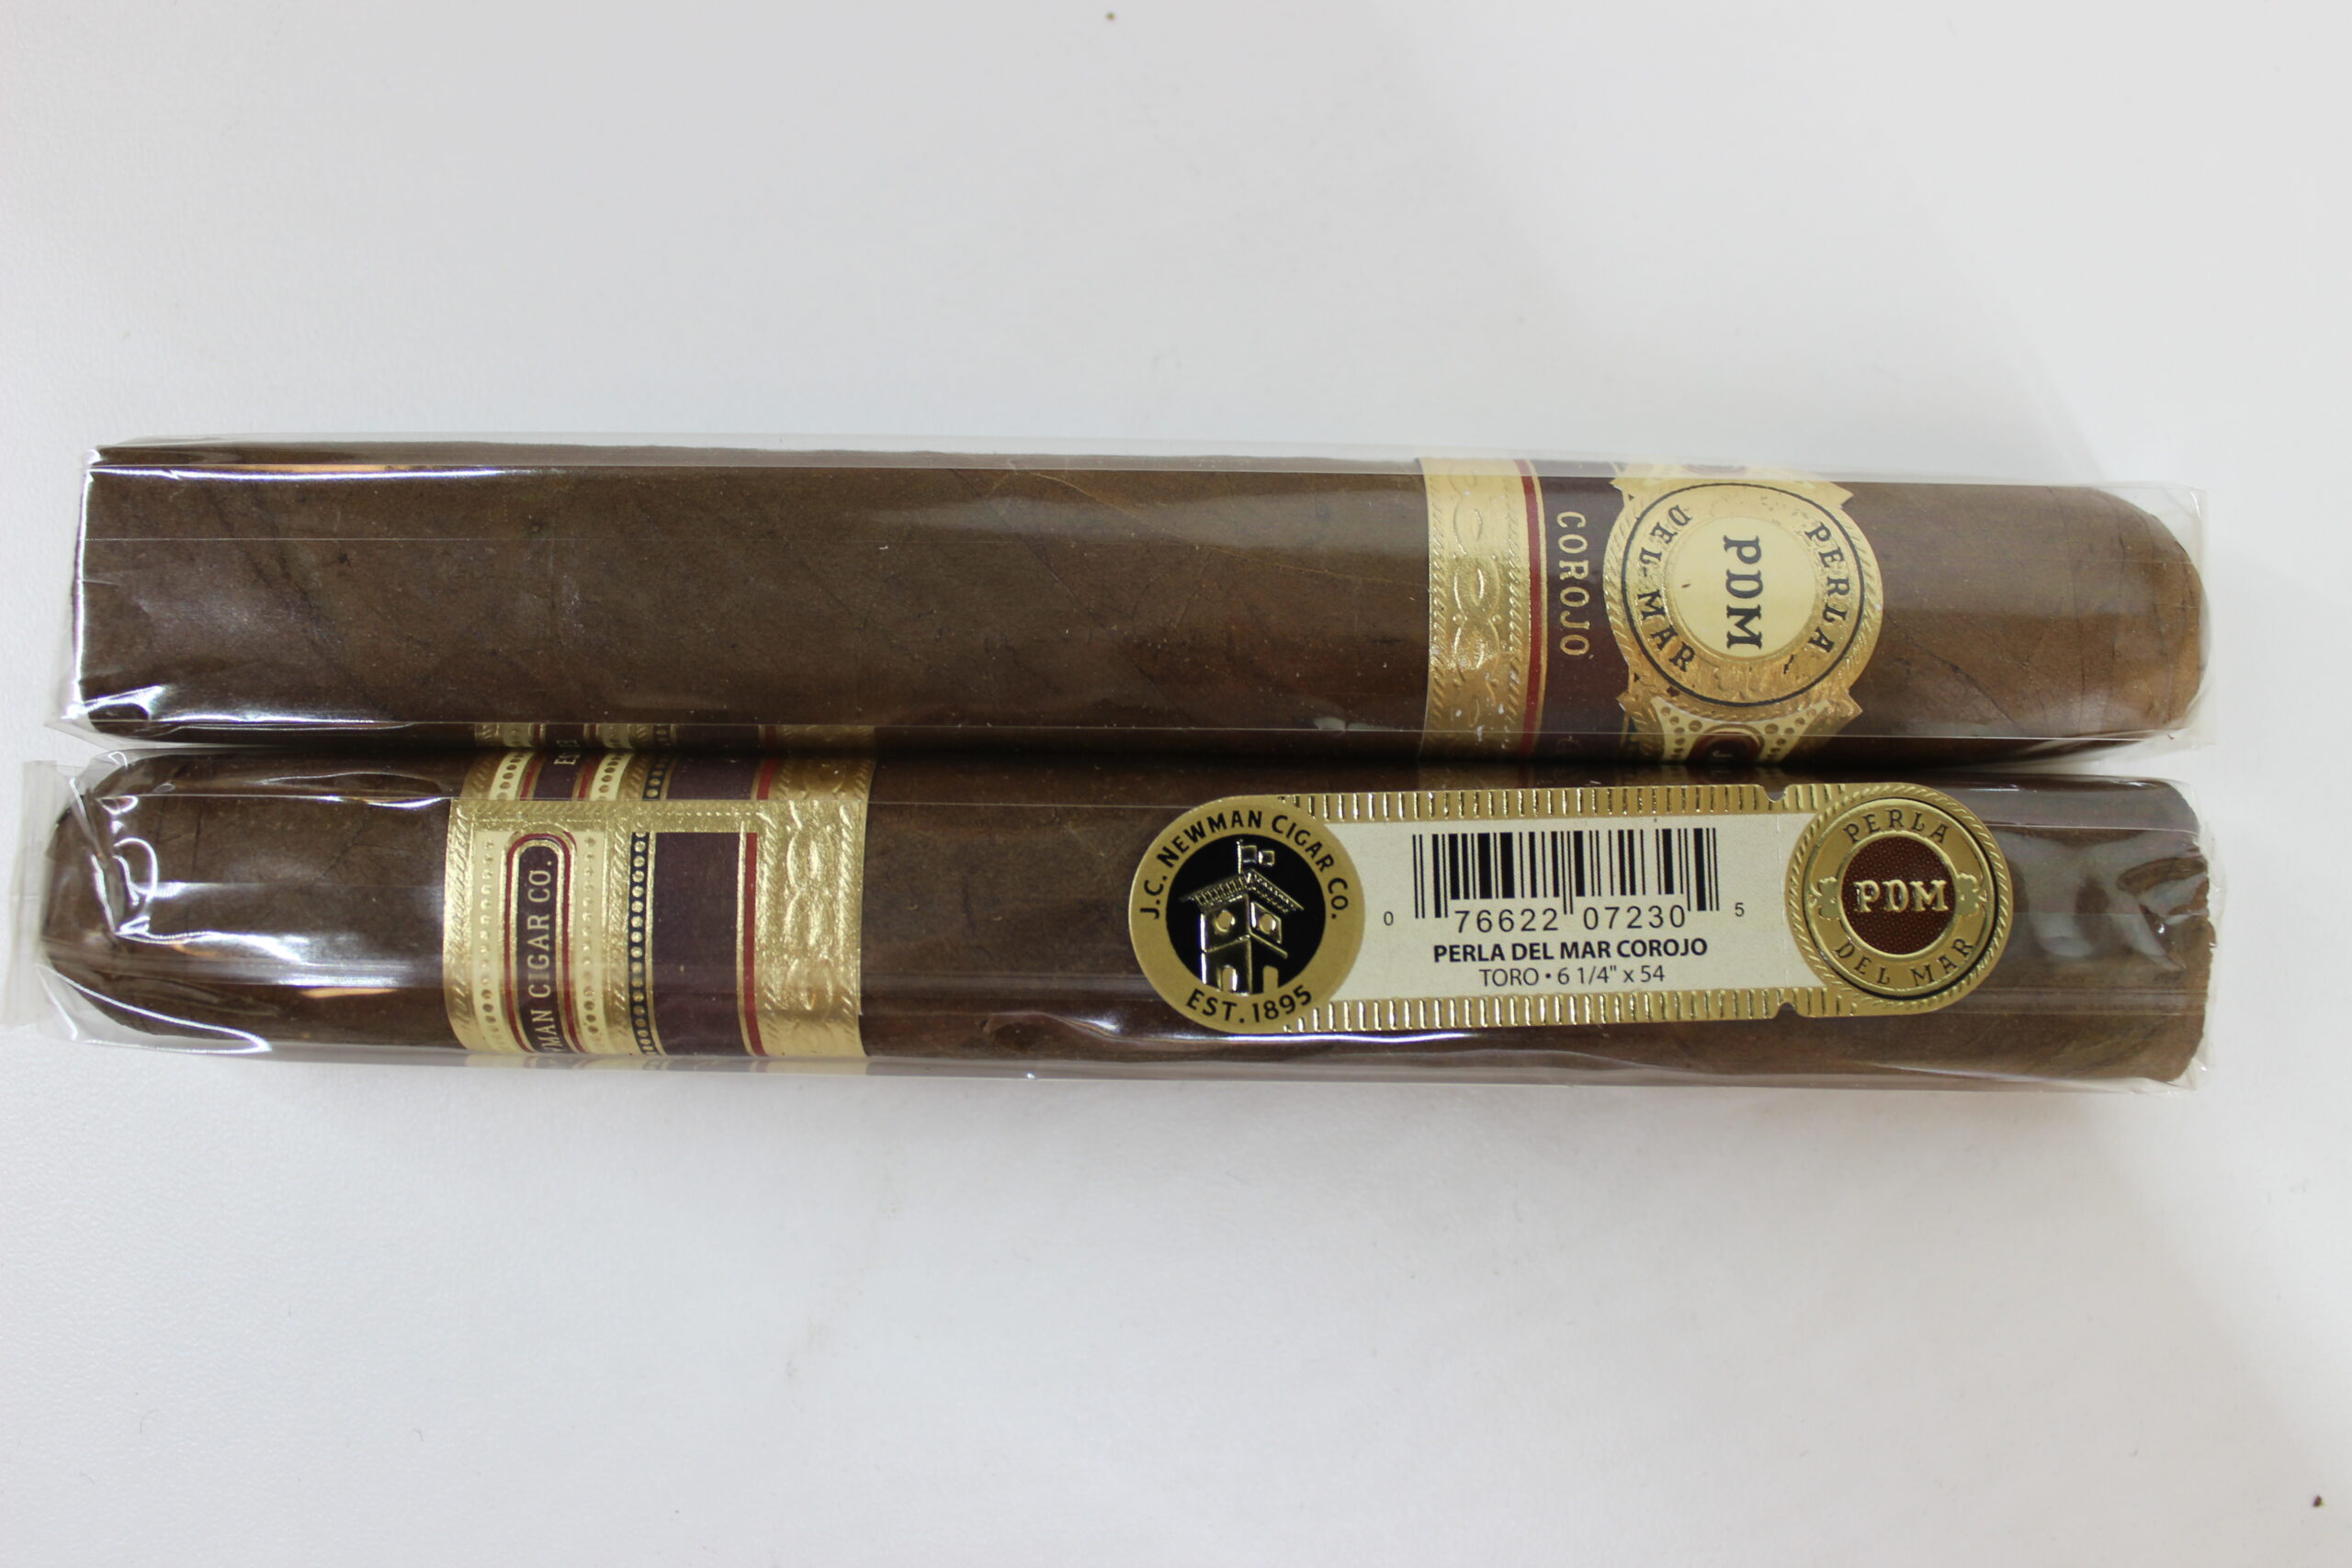 COROJO
PERLA
DEL MAR
PDM
MAN CIGAR CO.
J.C. NEWMAN CIGAR CO.
EST. 1895
0 76622 07230 5
PERLA DEL MAR COROJO
TORO • 6 1/4" x 54
PERLA
PDM
DEL MAR